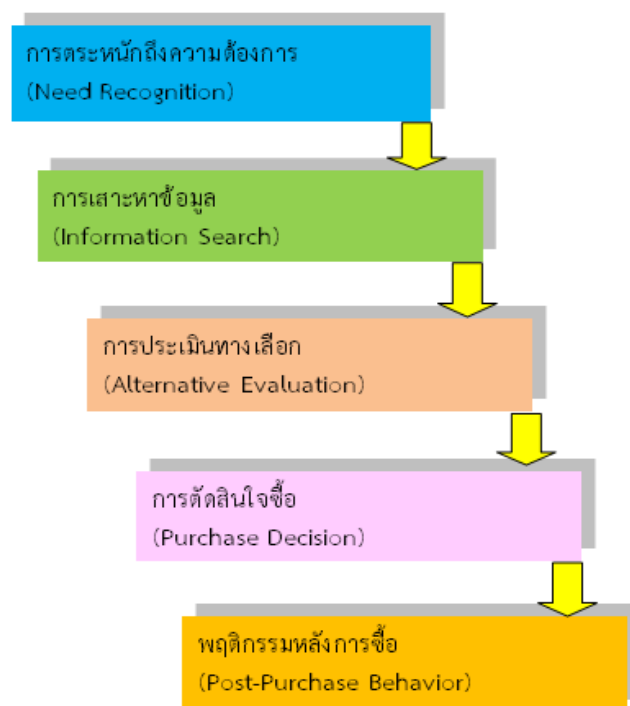 การตระหนักถึงความต้องการ
(Need Recognition)
การเสาะหาข้อมูล
(Information Search)
การประเมินทางเลือก
(Alternative Evaluation)
การตัดสินใจซื้อ
(Purchase Decision)
พฤติกรรมหลังการซื้อ
(Post-Purchase Behavior)